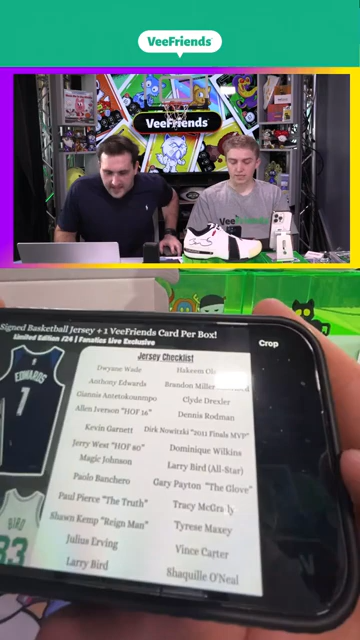 VeeFriends
VeeFriends
VeeFriends
Signed Basketball Jersey + 1 VeeFriends Card Per Box!
Limited Edition /24 | Fanatics Live Exclusive
Crop
Jersey Checklist
Dwyane Wade
Anthony Edwards
Giannis Antetokounmpo
Allen Iverson "HOF 16"
Kevin Garnett
Jerry West "HOF 80"
Magic Johnson
Paolo Banchero
Paul Pierce "The Truth"
Shawn Kemp "Reign Man"
Julius Erving
Larry Bird
Hakeem
Brandon Miller
Clyde Drexler
Dennis Rodman
Dirk Nowitzki "2011 Finals MVP"
Dominique Wilkins
Larry Bird (All-Star)
Gary Payton "The Glove"
Tracy McGrady
Tyrese Maxey
Vince Carter
Shaquille O'Neal
EDWARDS
1
BIRD
33